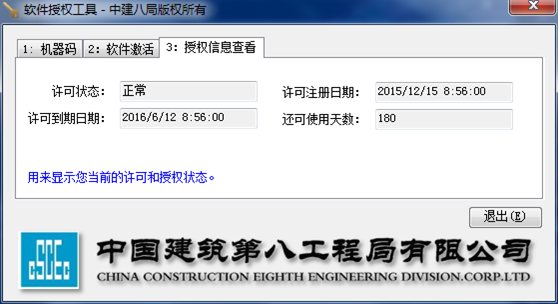 软件授权工具 - 中建八局版权所有
1: 机器码 2: 软件激活 3: 授权信息查看
许可状态: 正常 许可注册日期: 2015/12/15 8:56:00
许可到期日期: 2016/6/12 8:56:00 还可使用天数: 180
用来显示您当前的许可和授权状态。
退出(E)
CSCEC 中国建筑第八工程局有限公司
CHINA CONSTRUCTION EIGHTH ENGINEERING DIVISION.CORP.LTD